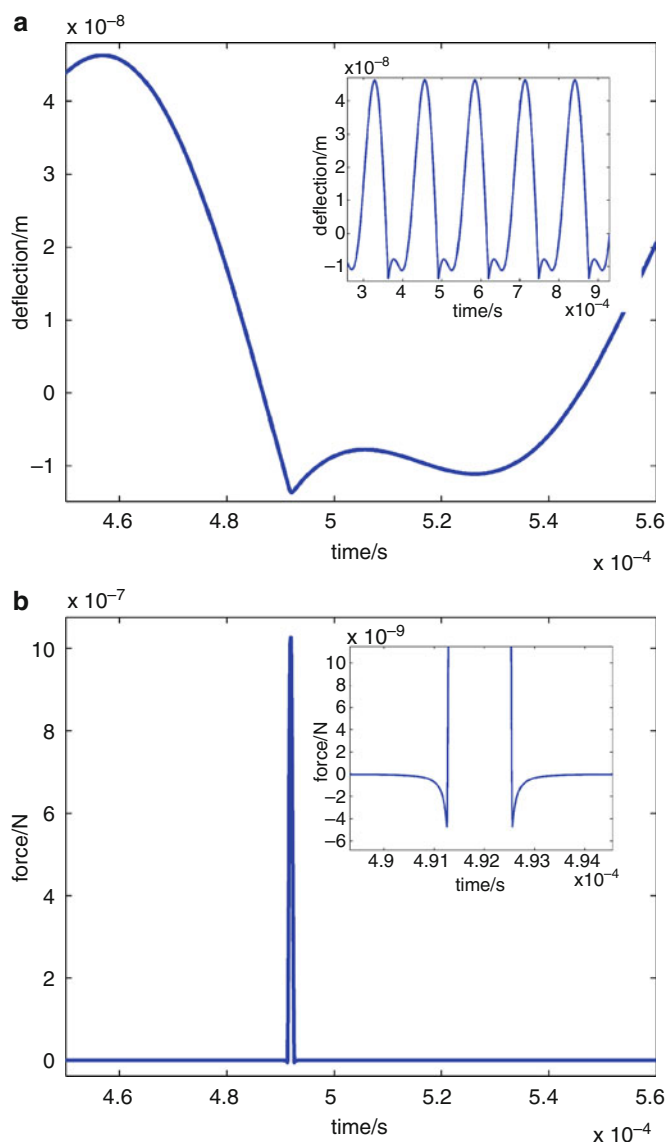 a
x 10⁻⁸
deflection/m
4
2
0
−1
4.6
4.8
5
5.2
5.4
5.6
time/s
x 10⁻⁴
x10⁻⁸
deflection/m
4
3
2
0
−1
3
4
5
6
7
8
9
time/s
x10⁻⁴
b
x 10⁻⁷
force/N
10
8
6
4
2
0
4.6
4.8
5
5.2
5.4
5.6
time/s
x 10⁻⁴
x 10⁻⁹
force/N
10
8
6
4
2
0
−2
−4
−6
4.9
4.91
4.92
4.93
4.94
time/s
x10⁻⁴